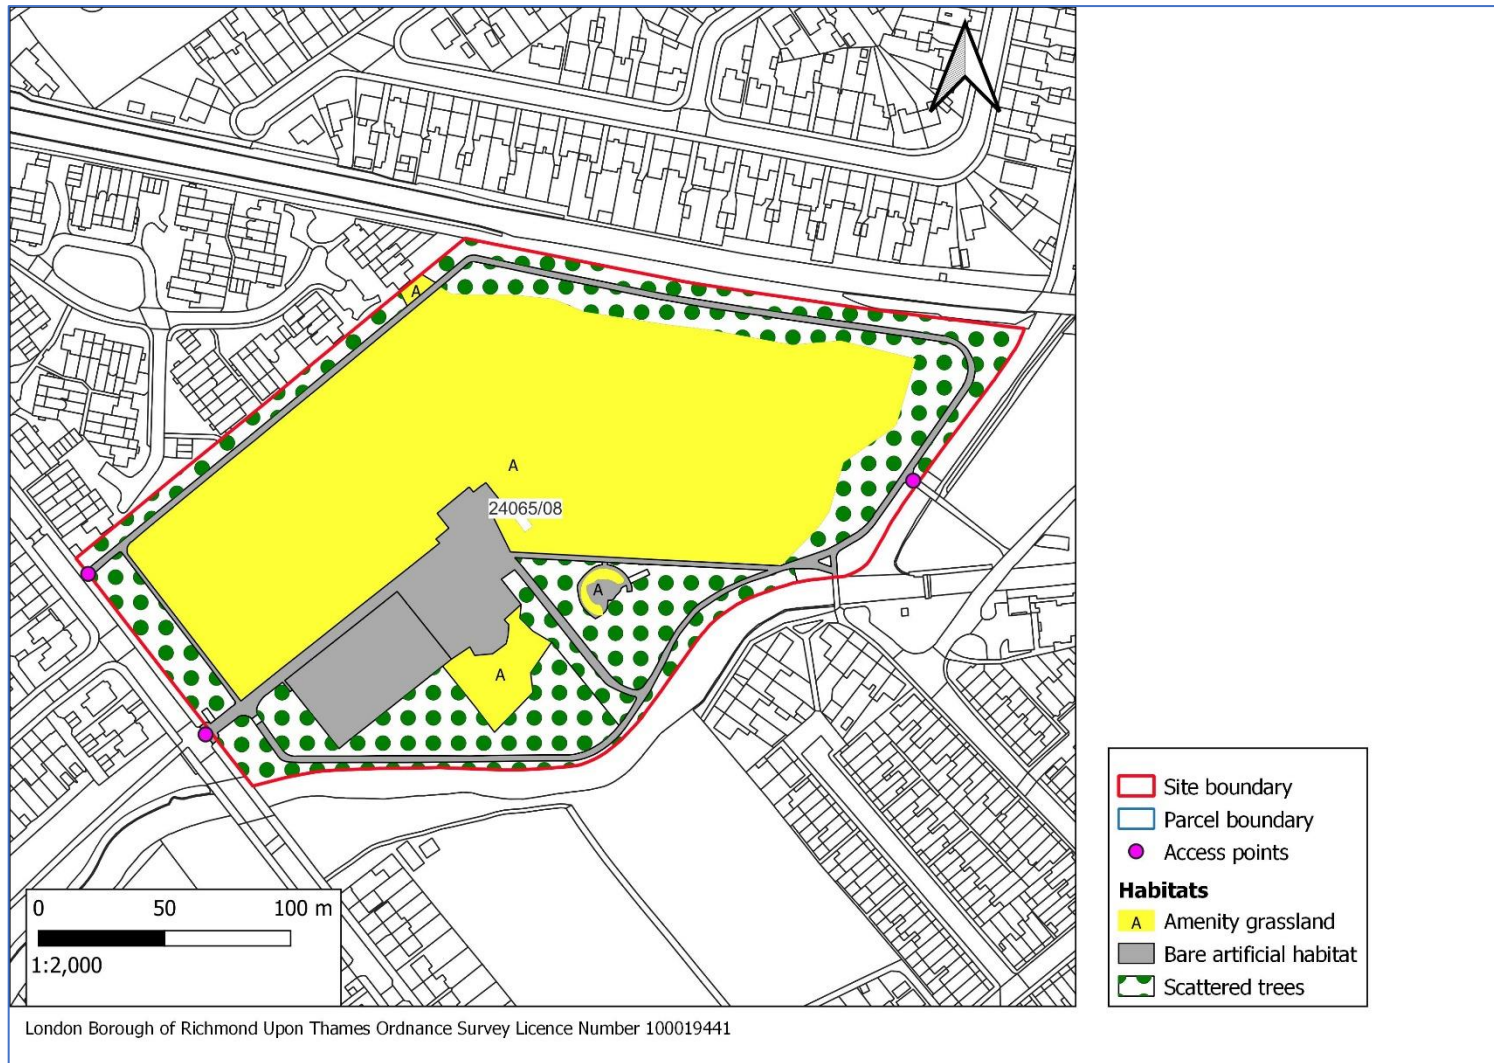 A
A
24065/08
A
A
0 50 100 m
1:2,000
Site boundary
Parcel boundary
Access points
Habitats
A Amenity grassland
Bare artificial habitat
Scattered trees
London Borough of Richmond Upon Thames Ordnance Survey Licence Number 100019441